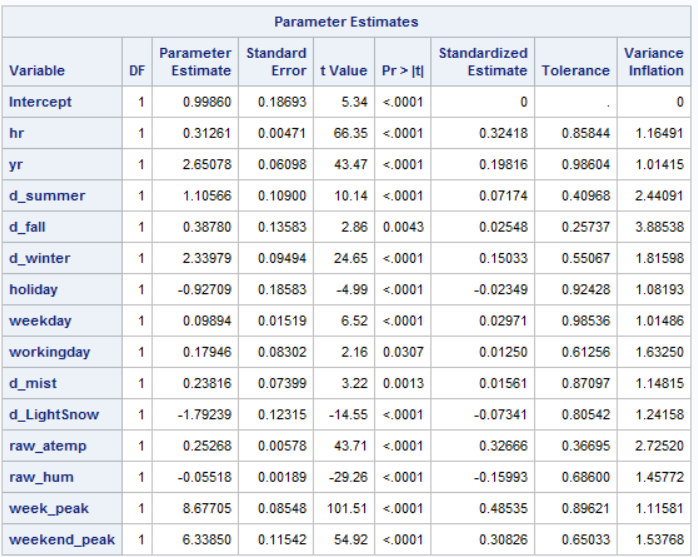 Parameter Estimates
Variable DF Parameter Estimate Standard Error t Value Pr > |t| Standardized Estimate Tolerance Variance Inflation
Intercept 1 0.99860 0.18693 5.34 <.0001 0 . 0
hr 1 0.31261 0.00471 66.35 <.0001 0.32418 0.85844 1.16491
yr 1 2.65078 0.06098 43.47 <.0001 0.19816 0.98604 1.01415
d_summer 1 1.10566 0.10900 10.14 <.0001 0.07174 0.40968 2.44091
d_fall 1 0.38780 0.13583 2.86 0.0043 0.02548 0.25737 3.88538
d_winter 1 2.33979 0.09494 24.65 <.0001 0.15033 0.55067 1.81598
holiday 1 -0.92709 0.18583 -4.99 <.0001 -0.02349 0.92428 1.08193
weekday 1 0.09894 0.01519 6.52 <.0001 0.02971 0.98536 1.01486
workingday 1 0.17946 0.08302 2.16 0.0307 0.01250 0.61256 1.63250
d_mist 1 0.23816 0.07399 3.22 0.0013 0.01561 0.87097 1.14815
d_LightSnow 1 -1.79239 0.12315 -14.55 <.0001 -0.07341 0.80542 1.24158
raw_atemp 1 0.25268 0.00578 43.71 <.0001 0.32666 0.36695 2.72520
raw_hum 1 -0.05518 0.00189 -29.26 <.0001 -0.15993 0.68600 1.45772
week_peak 1 8.67705 0.08548 101.51 <.0001 0.48535 0.89621 1.11581
weekend_peak 1 6.33850 0.11542 54.92 <.0001 0.30826 0.65033 1.53768